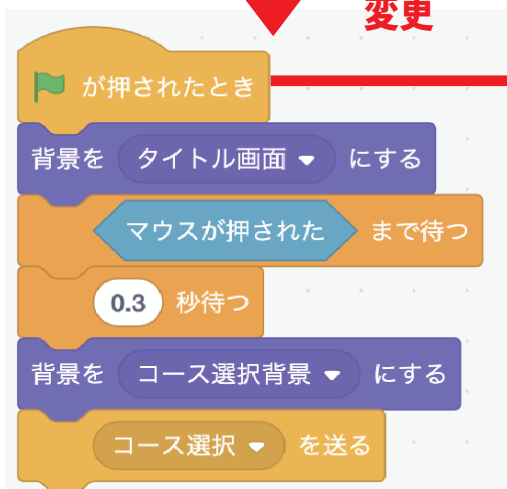 変更
が押されたとき
背景を タイトル画面 にする
マウスが押された まで待つ
0.3 秒待つ
背景を コース選択背景 にする
コース選択 を送る